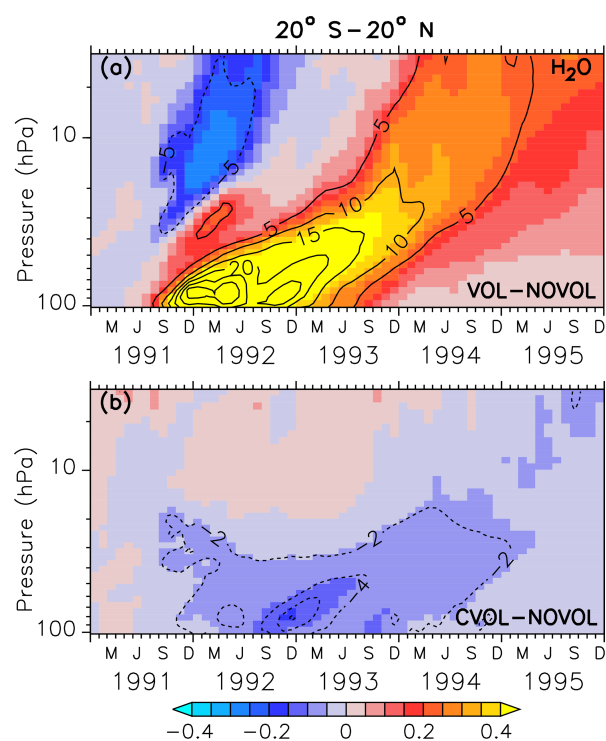 20° S−20° N
(a)
H₂O
Pressure (hPa)
10
100
−5
5
5
5
5
10
10
15
20
VOL−NOVOL
M J S D M J S D M J S D M J S D M J S D
1991 1992 1993 1994 1995
(b)
Pressure (hPa)
10
100
−2
−2
−2
−4
CVOL−NOVOL
M J S D M J S D M J S D M J S D M J S D
1991 1992 1993 1994 1995
−0.4 −0.2 0 0.2 0.4